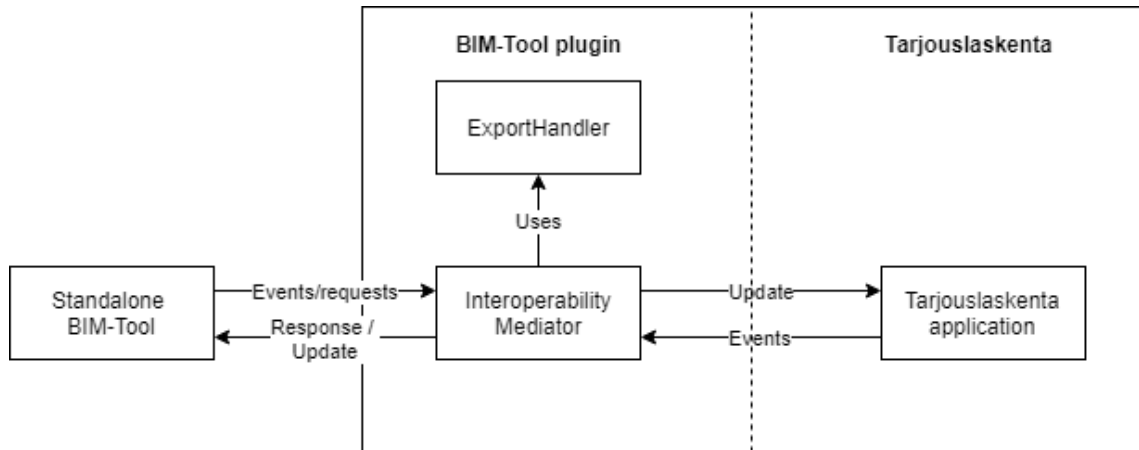 BIM-Tool plugin
Tarjouslaskenta
ExportHandler
Uses
Standalone
BIM-Tool
Events/requests
Response /
Update
Interoperability
Mediator
Update
Events
Tarjouslaskenta
application